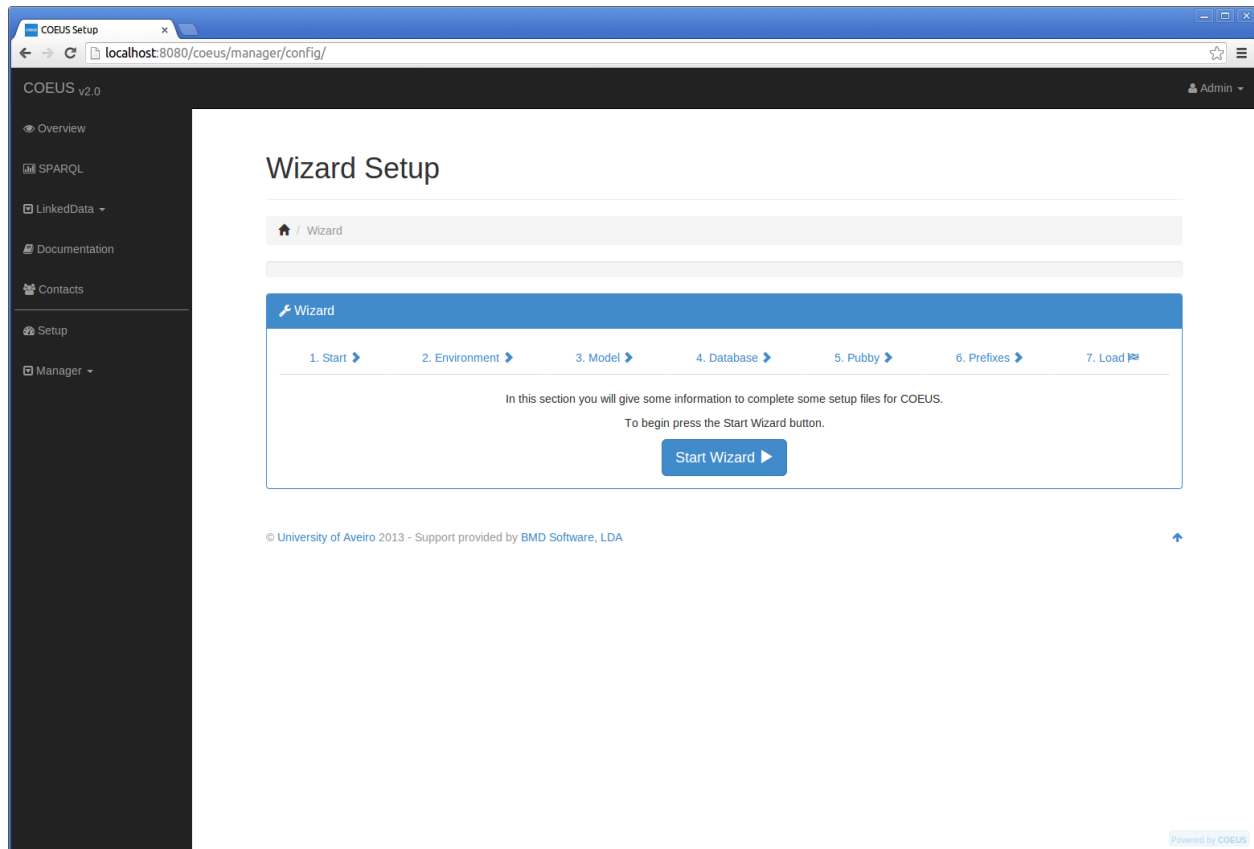 COEUS Setup
localhost:8080/coeus/manager/config/
COEUS v2.0
Admin
Overview
SPARQL
LinkedData
Documentation
Contacts
Setup
Manager
Wizard Setup
/ Wizard
Wizard
1. Start 2. Environment 3. Model 4. Database 5. Pubby 6. Prefixes 7. Load
In this section you will give some information to complete some setup files for COEUS.
To begin press the Start Wizard button.
Start Wizard
© University of Aveiro 2013 - Support provided by BMD Software, LDA
Powered by COEUS